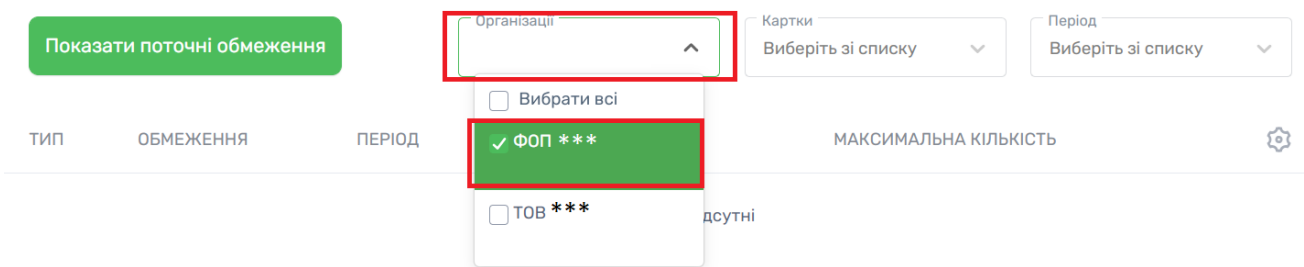 Показати поточні обмеження
Організації
Картки
Виберіть зі списку
Період
Виберіть зі списку
Вибрати всі
ТИП ОБМЕЖЕННЯ ПЕРІОД МАКСИМАЛЬНА КІЛЬКІСТЬ
ФОП ***
ТОВ ***
дсутні